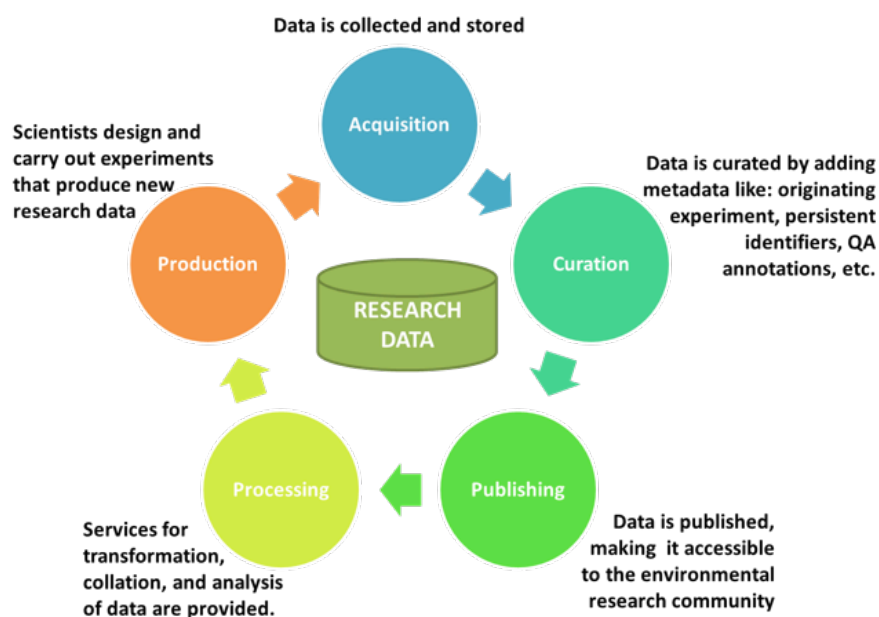 Data is collected and stored
Acquisition
Scientists design and
carry out experiments
that produce new
research data
Data is curated by adding
metadata like: originating
experiment, persistent
identifiers, QA
annotations, etc.
Production
Curation
RESEARCH
DATA
Processing
Publishing
Services for
transformation,
collation, and analysis
of data are provided.
Data is published,
making it accessible
to the environmental
research community